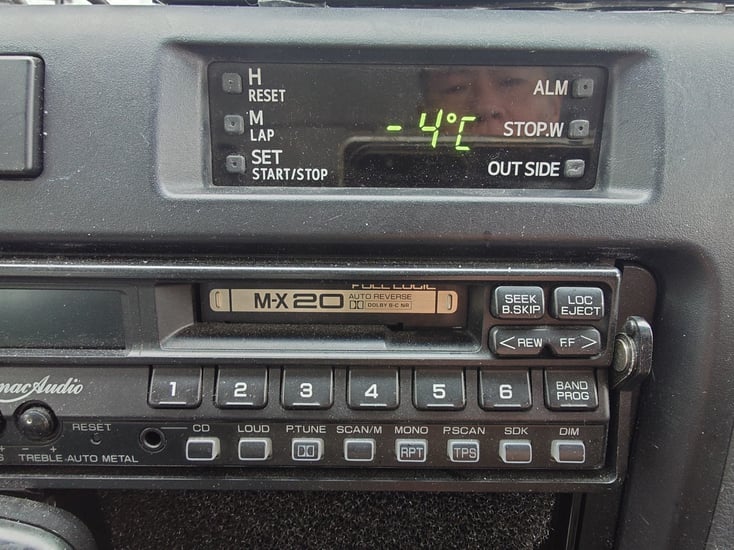 H
RESET
M
LAP
SET
START/STOP
-4°C
ALM
STOP.W
OUT SIDE
FULL LOGIC
M-X 20
AUTO REVERSE
DOLBY B-C NR
SEEK
B.SKIP
LOC
EJECT
REW
F.F
macAudio
1
2
3
4
5
6
BAND
PROG
RESET
CD
LOUD
P.TUNE
SCAN/M
MONO
P.SCAN
SDK
DIM
RPT
TPS
- +
TREBLE
AUTO METAL